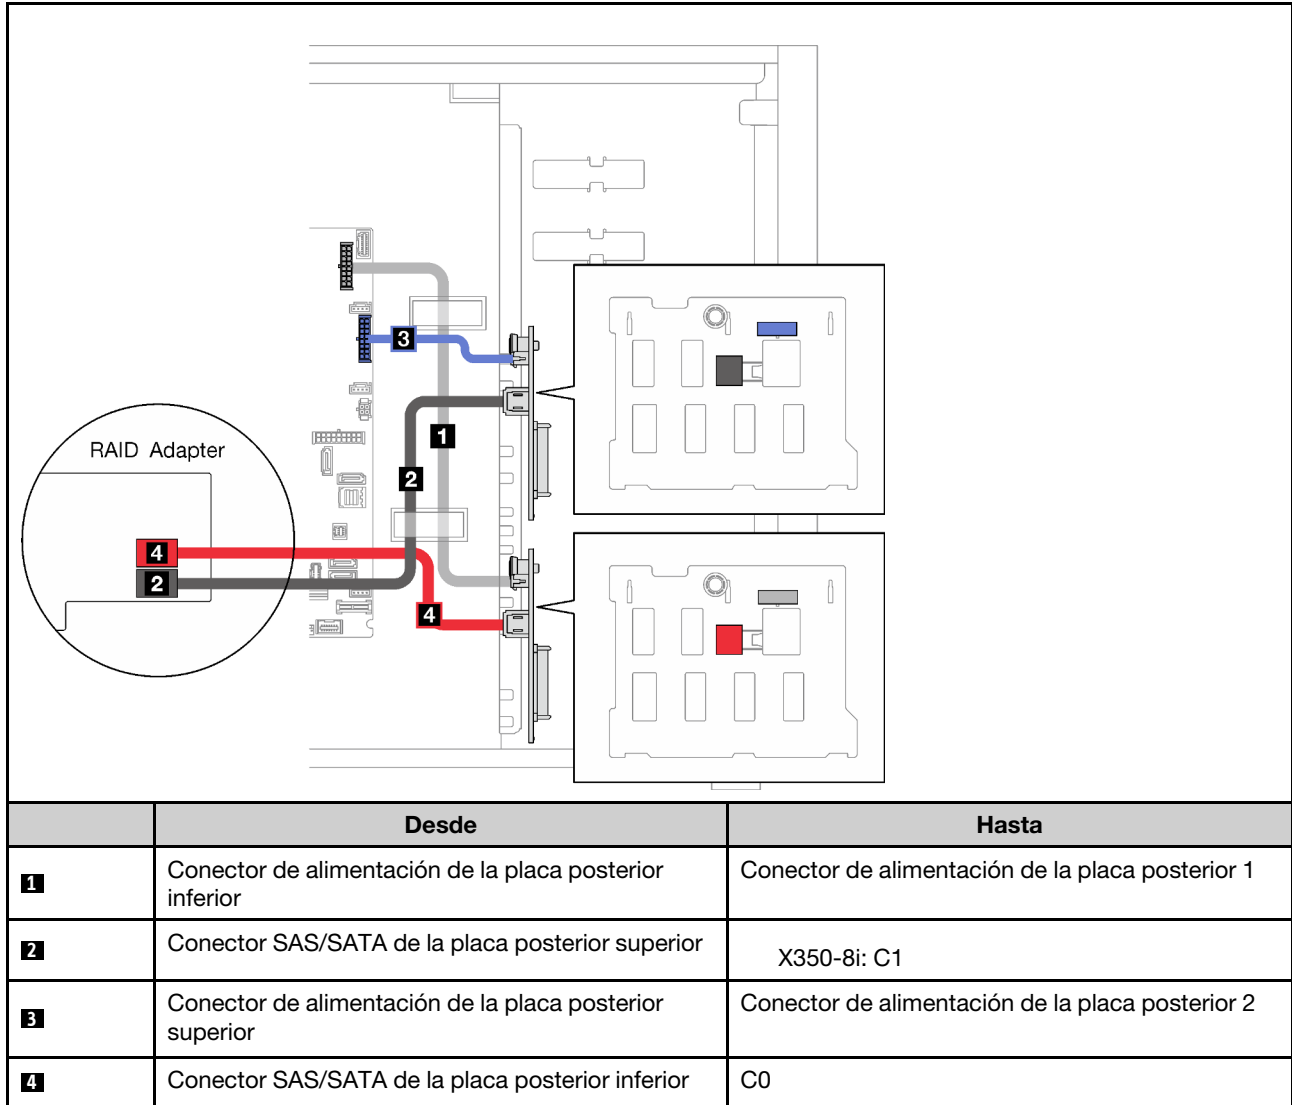 3
1
RAID Adapter
2
4
2
4
Desde
Hasta
1
Conector de alimentación de la placa posterior
inferior
Conector de alimentación de la placa posterior 1
2
Conector SAS/SATA de la placa posterior superior
X350-8i: C1
3
Conector de alimentación de la placa posterior
superior
Conector de alimentación de la placa posterior 2
4
Conector SAS/SATA de la placa posterior inferior
C0